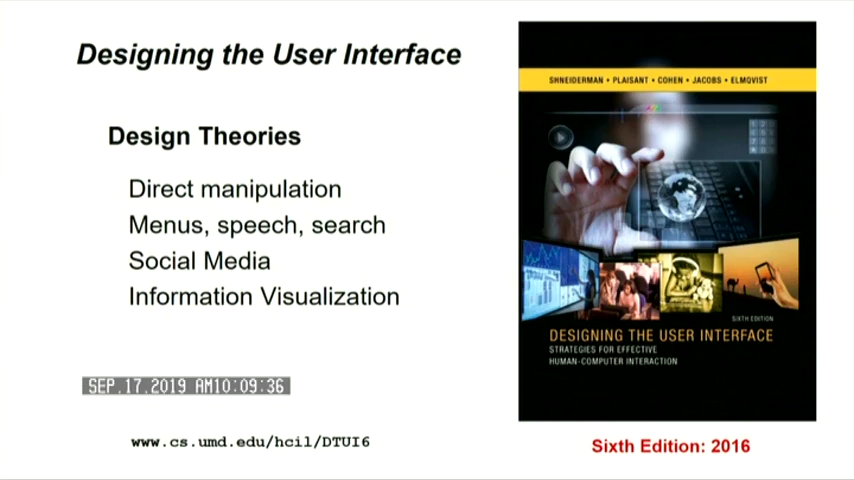 Designing the User Interface
Design Theories
Direct manipulation
Menus, speech, search
Social Media
Information Visualization
SEP.17.2019 AM10:09:36
www.cs.umd.edu/hcil/DTUI6
SHNEIDERMAN • PLAISANT • COHEN • JACOBS • ELMQVIST
SIXTH EDITION
DESIGNING THE USER INTERFACE
STRATEGIES FOR EFFECTIVE
HUMAN-COMPUTER INTERACTION
Sixth Edition: 2016